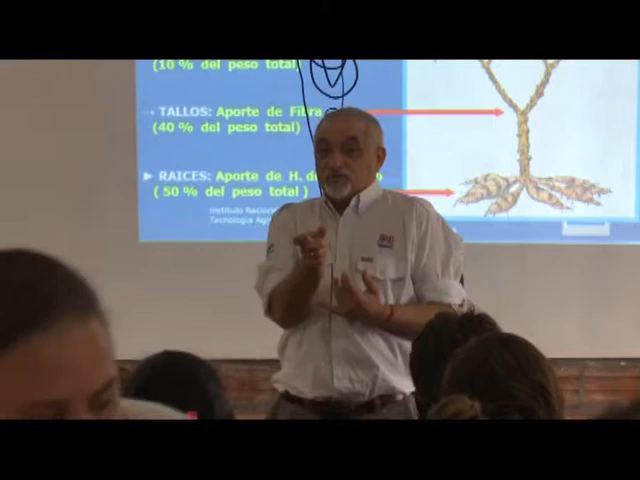 (10 % del peso total)
TALLOS: Aporte de Fibra
(40 % del peso total)
► RAICES: Aporte de H. de
( 50 % del peso total )
Instituto Nacional
Tecnología